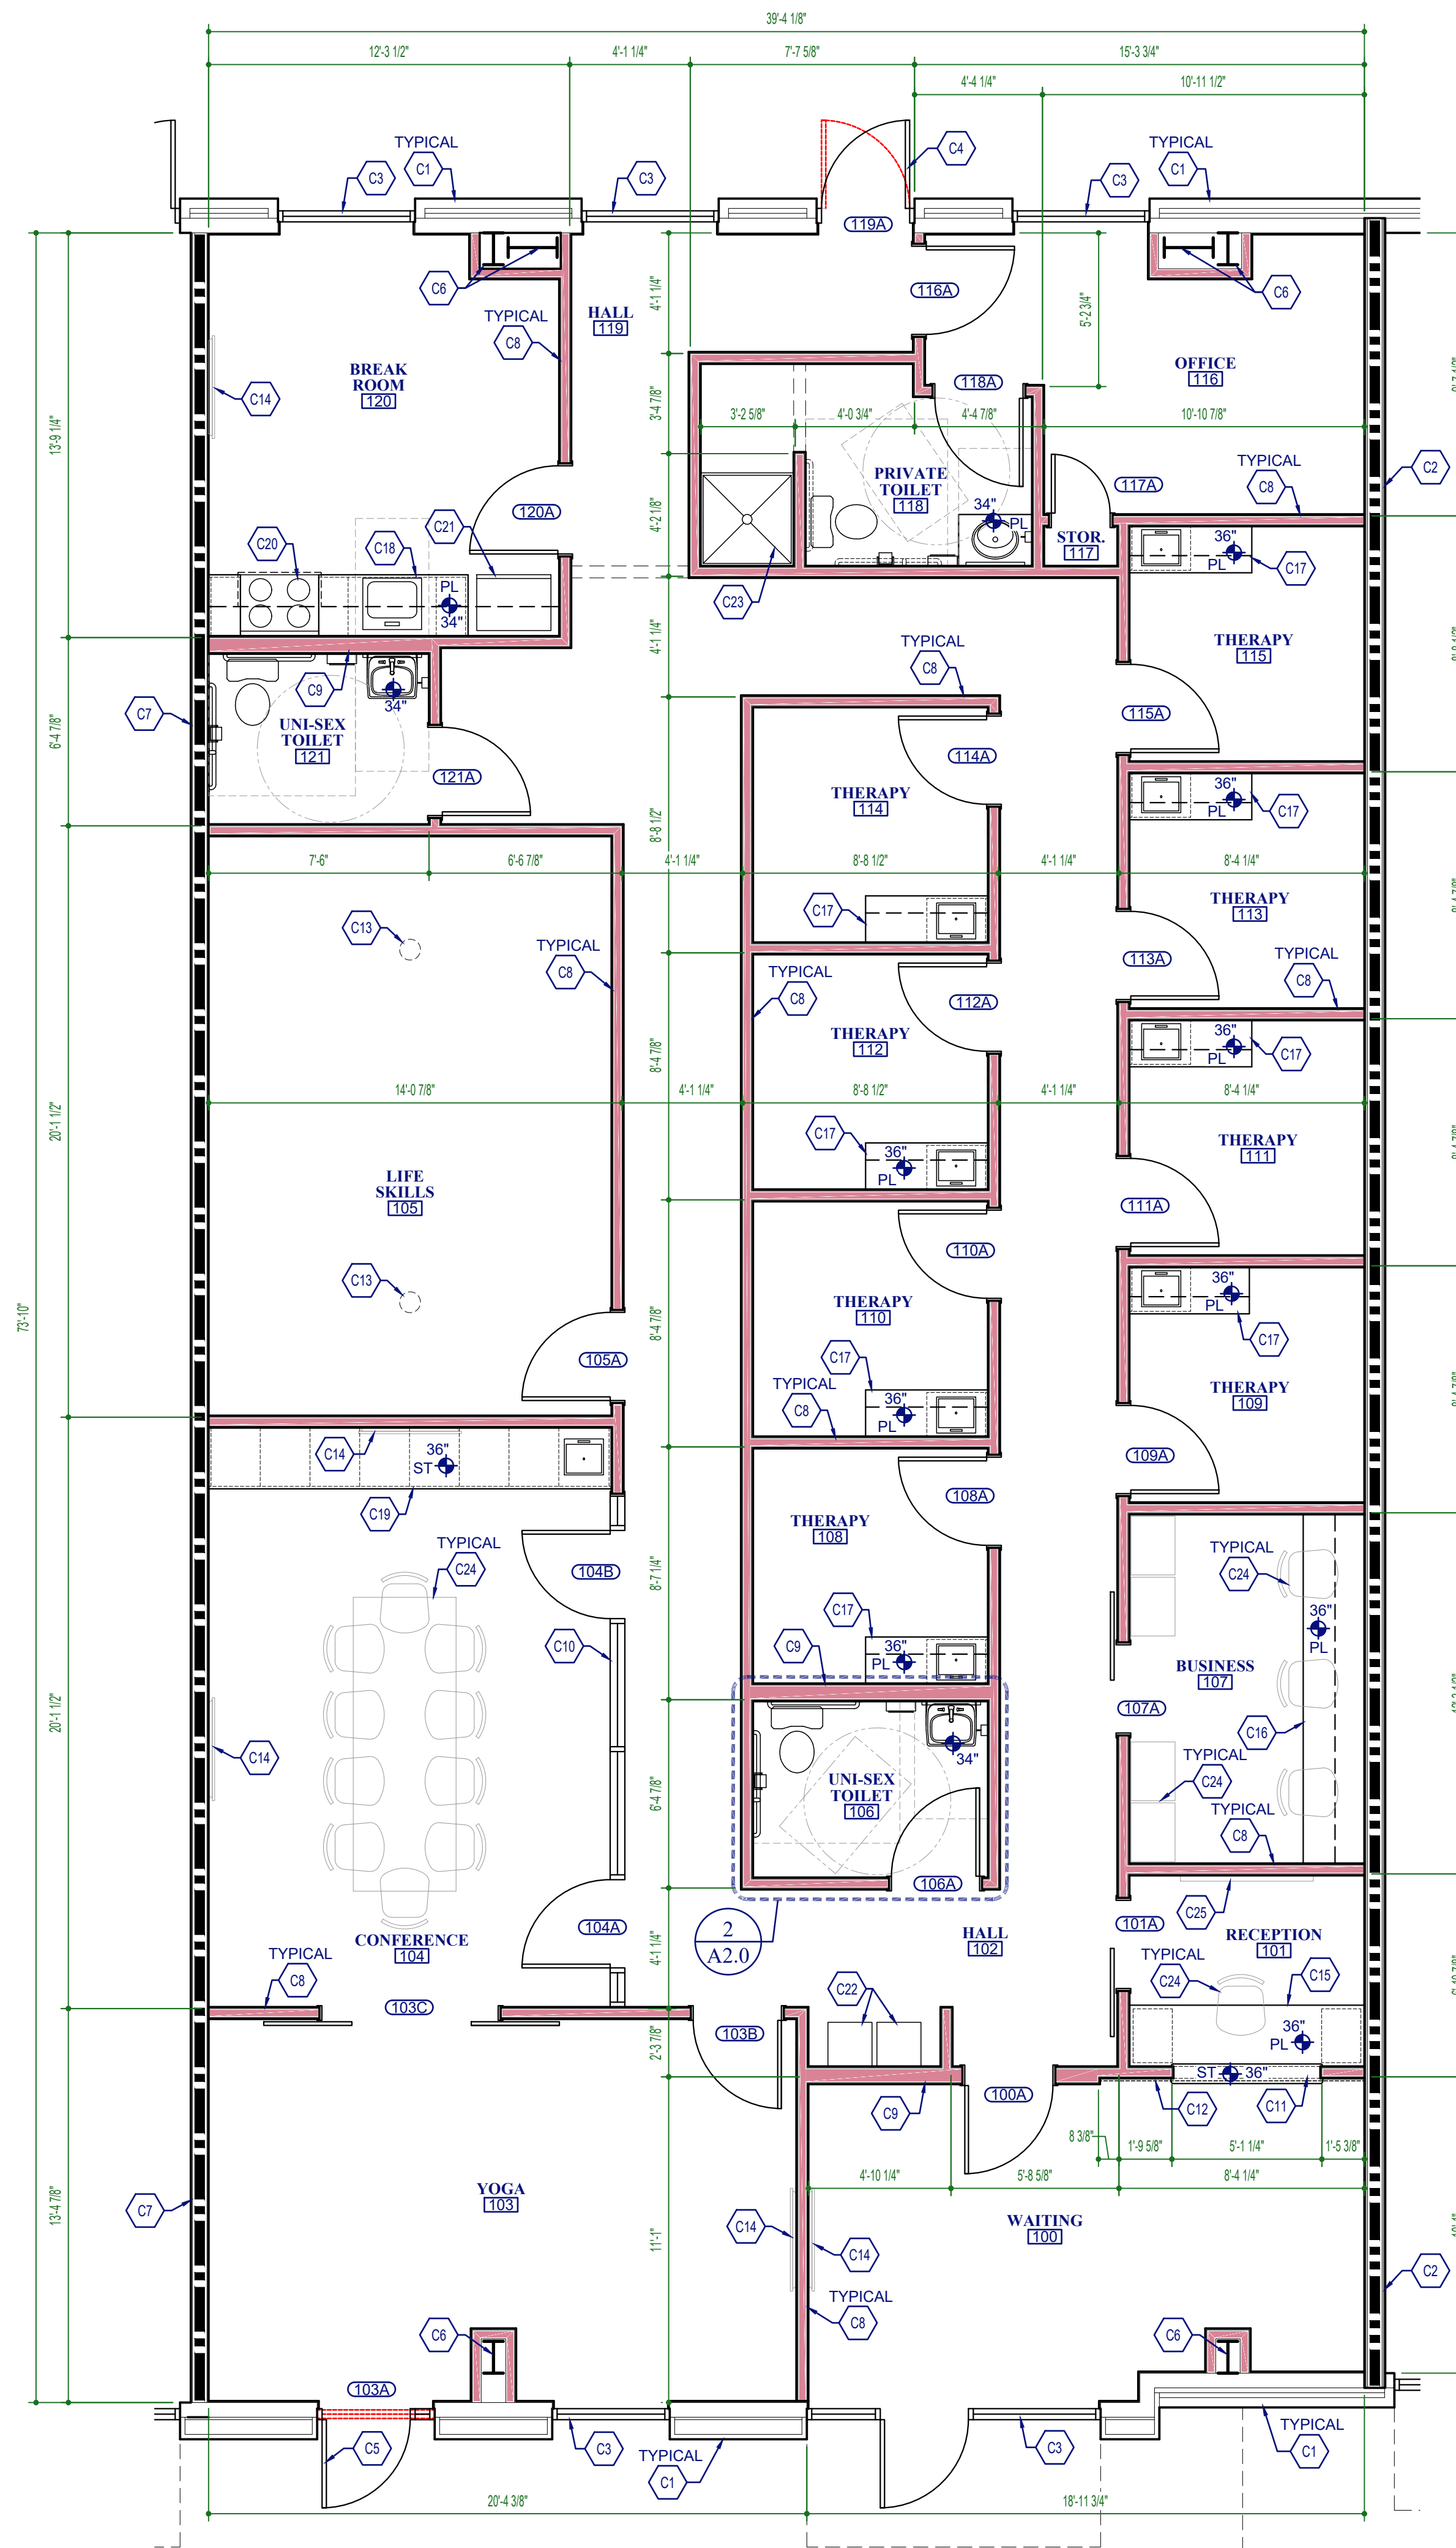 39'-4 1/8"
12'-3 1/2"
4'-1 1/4"
7'-7 5/8"
15'-3 3/4"
4'-4 1/4"
10'-11 1/2"
TYPICAL
C1
C3
C3
C4
C3
TYPICAL
C1
119A
C6
116A
C6
4'-1 1/4"
5'-2 3/4"
HALL
119
TYPICAL
C8
BREAK
ROOM
120
C14
OFFICE
116
118A
3'-4 7/8"
3'-2 5/8"
4'-0 3/4"
4'-4 7/8"
10'-10 7/8"
13'-9 1/4"
C2
TYPICAL
C8
PRIVATE
TOILET
118
34"
PL
117A
120A
C21
C20
C18
4'-2 1/8"
STOR.
117
36"
PL
C17
PL
34"
C23
4'-1 1/4"
TYPICAL
C8
THERAPY
115
C9
34"
C7
UNI-SEX
TOILET
121
6'-4 7/8"
121A
115A
114A
THERAPY
114
36"
PL
C17
8'-8 1/2"
7'-6"
6'-6 7/8"
4'-1 1/4"
8'-8 1/2"
4'-1 1/4"
8'-4 1/4"
C17
THERAPY
113
C13
TYPICAL
C8
113A
TYPICAL
C8
TYPICAL
C8
112A
THERAPY
112
36"
PL
C17
8'-4 7/8"
14'-0 7/8"
4'-1 1/4"
8'-8 1/2"
4'-1 1/4"
8'-4 1/4"
20'-1 1/2"
C17
36"
PL
THERAPY
111
LIFE
SKILLS
105
111A
110A
C13
THERAPY
110
36"
PL
C17
73'-10"
8'-4 7/8"
105A
C17
TYPICAL
C8
36"
PL
THERAPY
109
C14
36"
ST
109A
C19
108A
THERAPY
108
TYPICAL
C24
104B
8'-7 1/4"
TYPICAL
C24
C17
36"
PL
C9
C10
36"
PL
BUSINESS
107
107A
20'-1 1/2"
C14
34"
C16
UNI-SEX
TOILET
106
6'-4 7/8"
TYPICAL
C24
TYPICAL
C8
106A
C25
104A
2
A2.0
CONFERENCE
104
4'-1 1/4"
HALL
102
101A
RECEPTION
101
TYPICAL
C8
TYPICAL
C24
C15
C22
103C
103B
36"
PL
2'-3 7/8"
100A
ST
36"
C9
C12
C11
8 3/8"
1'-9 5/8"
5'-1 1/4"
1'-5 3/8"
4'-10 1/4"
5'-8 5/8"
8'-4 1/4"
YOGA
103
C7
13'-4 7/8"
11'-1"
C14
C14
WAITING
100
C2
TYPICAL
C8
C6
C6
103A
C5
C3
TYPICAL
C1
C3
TYPICAL
C1
20'-4 3/8"
18'-11 3/4"